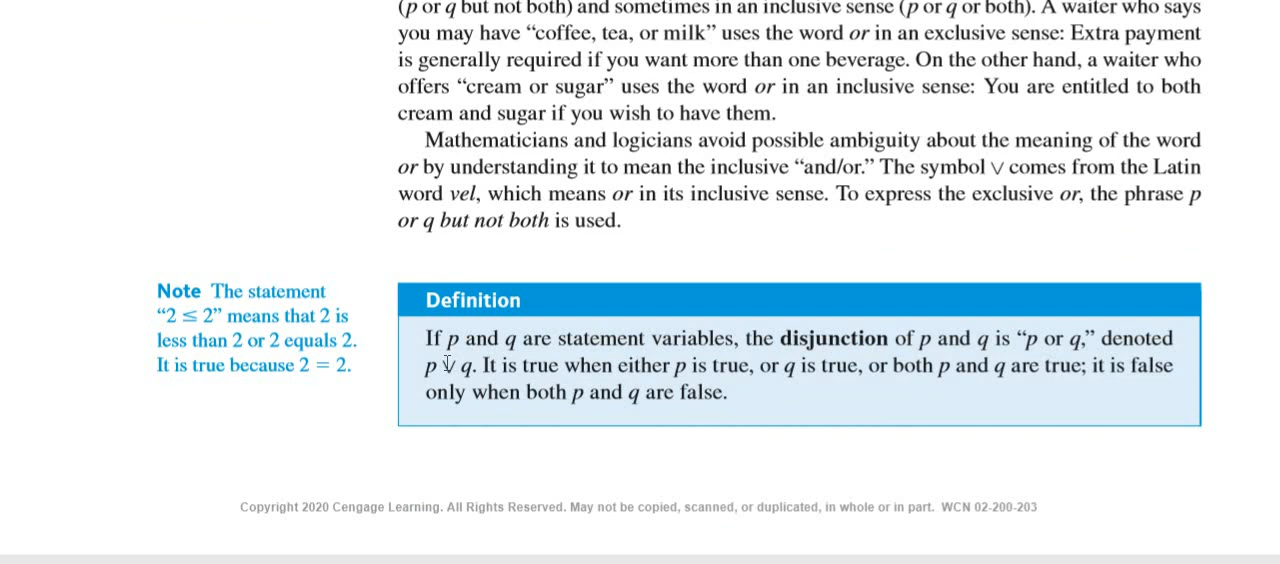 (p or q but not both) and sometimes in an inclusive sense (p or q or both). A waiter who says
you may have “coffee, tea, or milk” uses the word or in an exclusive sense: Extra payment
is generally required if you want more than one beverage. On the other hand, a waiter who
offers “cream or sugar” uses the word or in an inclusive sense: You are entitled to both
cream and sugar if you wish to have them.
Mathematicians and logicians avoid possible ambiguity about the meaning of the word
or by understanding it to mean the inclusive “and/or.” The symbol ∨ comes from the Latin
word vel, which means or in its inclusive sense. To express the exclusive or, the phrase p
or q but not both is used.
Note The statement
“2 ≤ 2” means that 2 is
less than 2 or 2 equals 2.
It is true because 2 = 2.
Definition
If p and q are statement variables, the disjunction of p and q is “p or q,” denoted
p ∨ q. It is true when either p is true, or q is true, or both p and q are true; it is false
only when both p and q are false.
Copyright 2020 Cengage Learning. All Rights Reserved. May not be copied, scanned, or duplicated, in whole or in part. WCN 02-200-203